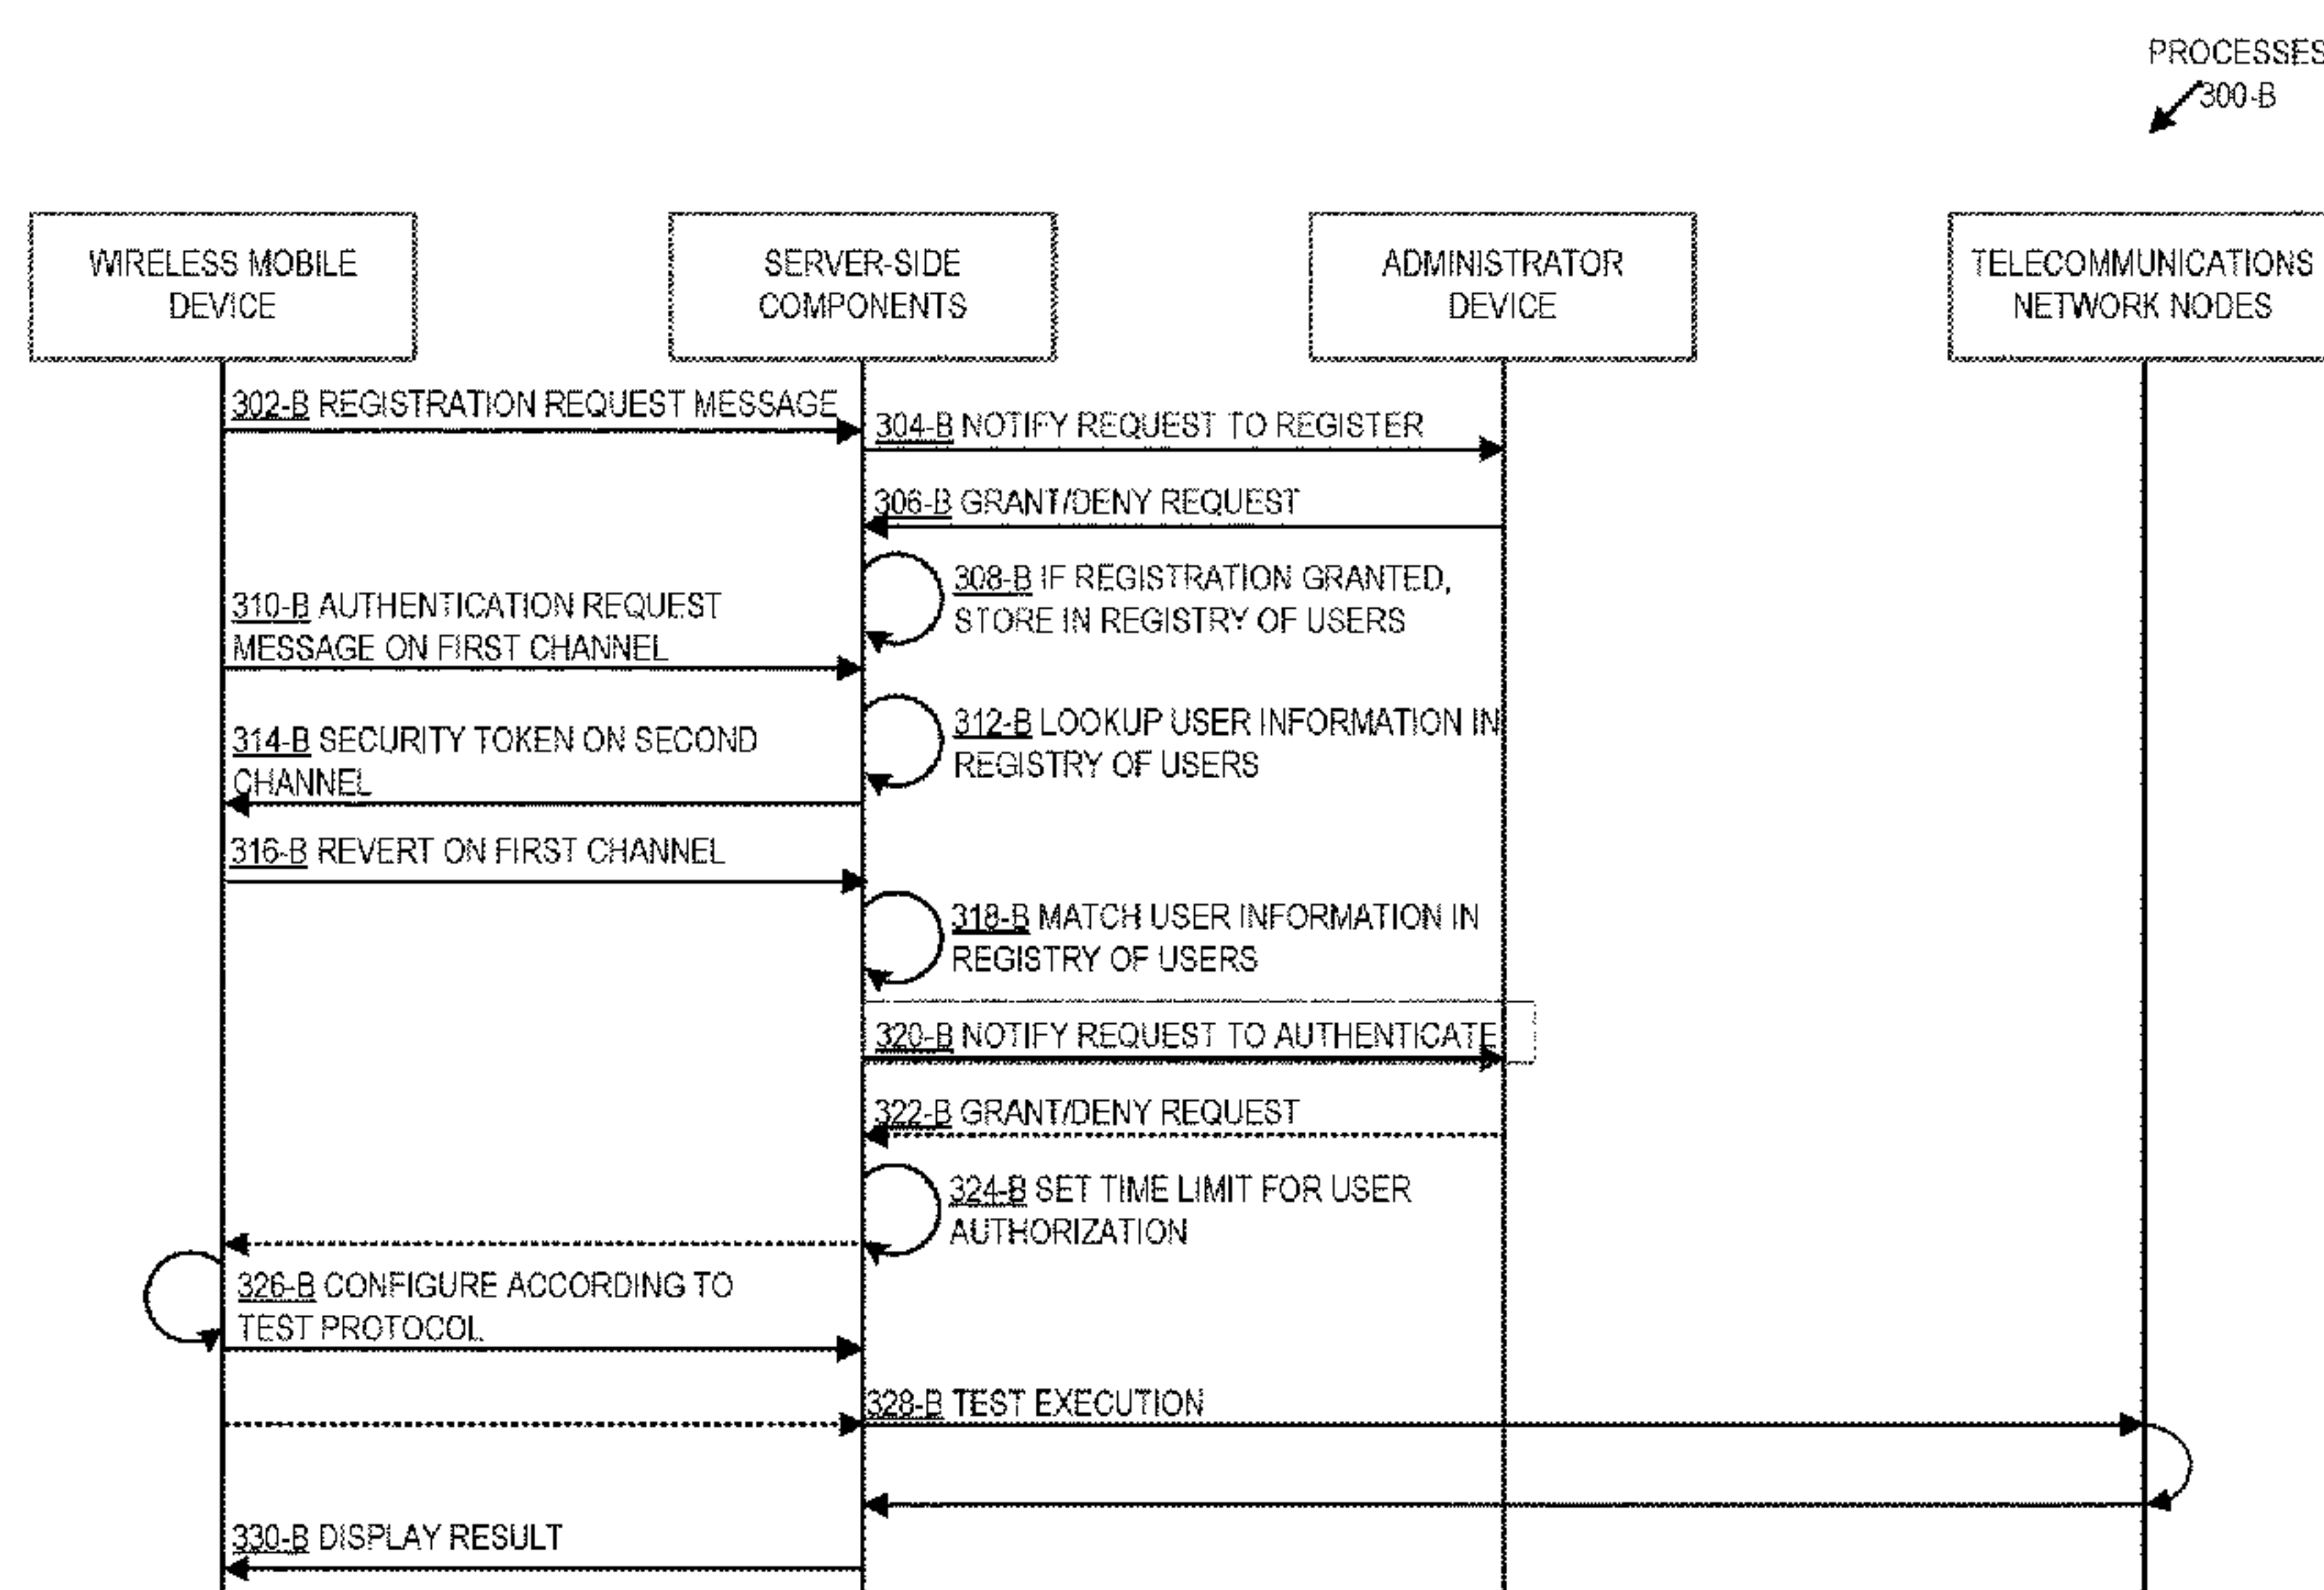 PROCESSES
300-B
WIRELESS MOBILE
DEVICE
SERVER-SIDE
COMPONENTS
ADMINISTRATOR
DEVICE
TELECOMMUNICATIONS
NETWORK NODES
302-B REGISTRATION REQUEST MESSAGE
304-B NOTIFY REQUEST TO REGISTER
306-B GRANT/DENY REQUEST
308-B IF REGISTRATION GRANTED,
STORE IN REGISTRY OF USERS
310-B AUTHENTICATION REQUEST
MESSAGE ON FIRST CHANNEL
312-B LOOKUP USER INFORMATION IN
REGISTRY OF USERS
314-B SECURITY TOKEN ON SECOND
CHANNEL
316-B REVERT ON FIRST CHANNEL
318-B MATCH USER INFORMATION IN
REGISTRY OF USERS
320-B NOTIFY REQUEST TO AUTHENTICATE
322-B GRANT/DENY REQUEST
324-B SET TIME LIMIT FOR USER
AUTHORIZATION
326-B CONFIGURE ACCORDING TO
TEST PROTOCOL
328-B TEST EXECUTION
330-B DISPLAY RESULT